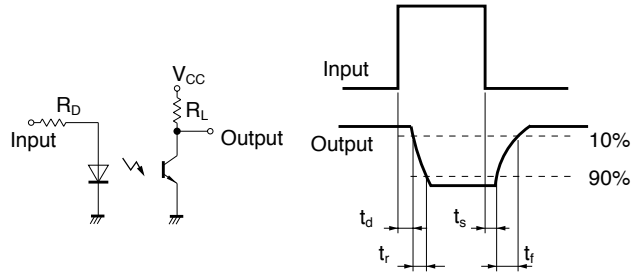 V_CC
R_D
R_L
Input
Output
Input
Output
10%
90%
t_d
t_s
t_r
t_f